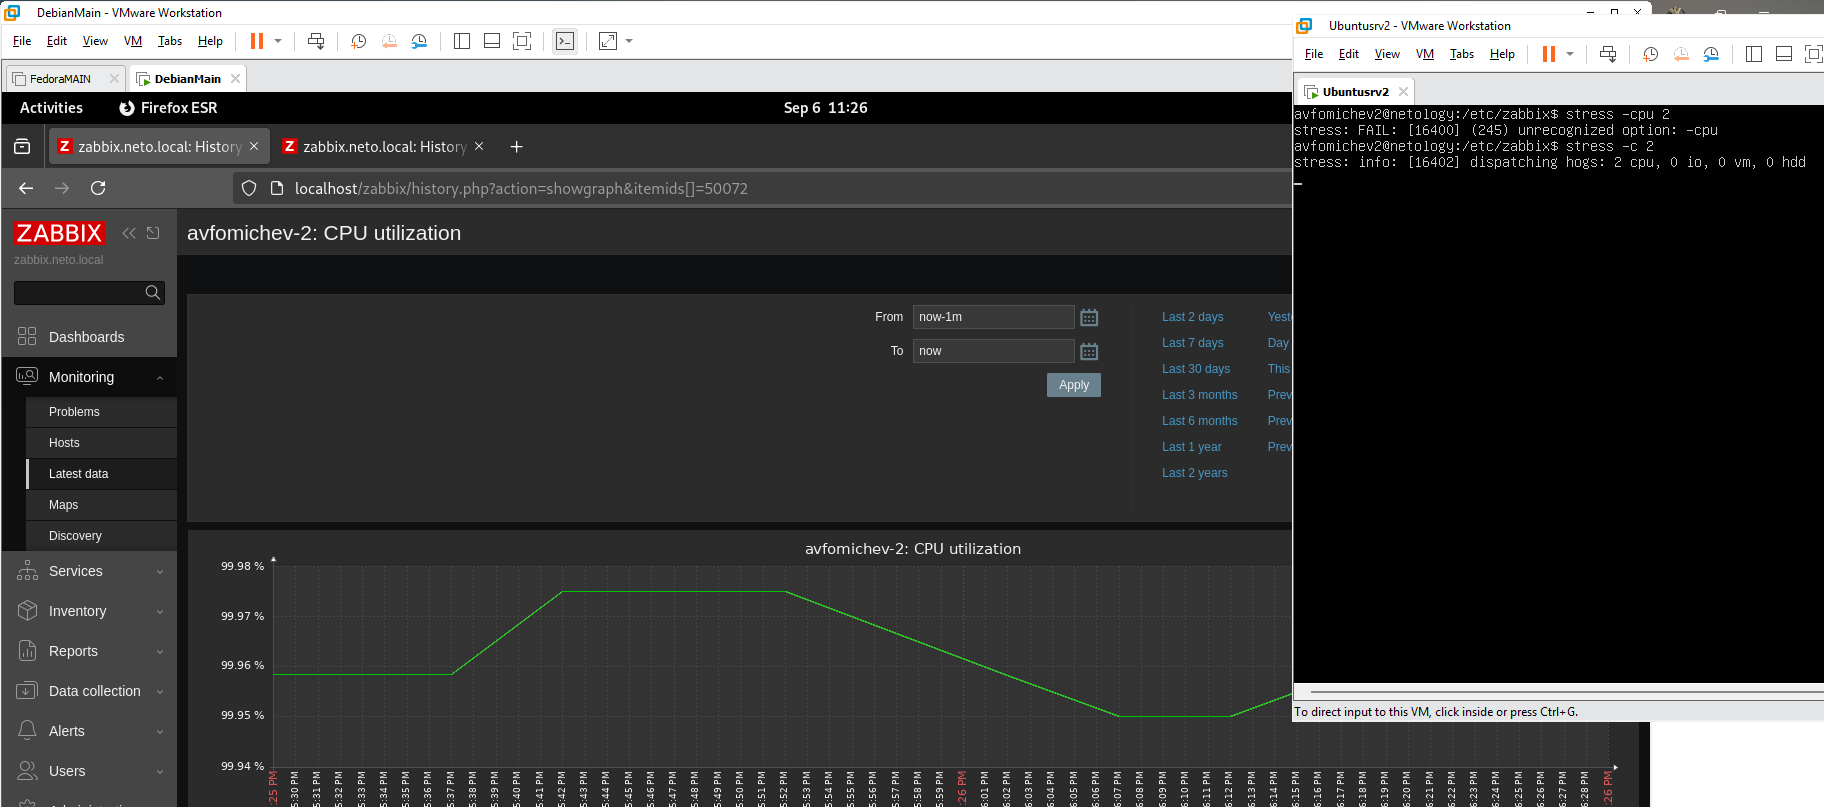 DebianMain - VMware Workstation
File Edit View VM Tabs Help
FedoraMAIN
DebianMain
Activities
Firefox ESR
Sep 6 11:26
zabbix.neto.local: History
zabbix.neto.local: History
localhost/zabbix/history.php?action=showgraph&itemids[]=50072
ZABBIX
zabbix.neto.local
Dashboards
Monitoring
Problems
Hosts
Latest data
Maps
Discovery
Services
Inventory
Reports
Data collection
Alerts
Users
avfomichev-2: CPU utilization
From
now-1m
To
now
Apply
Last 2 days
Last 7 days
Last 30 days
Last 3 months
Last 6 months
Last 1 year
Last 2 years
Yest
Day
This
Prev
Prev
Prev
avfomichev-2: CPU utilization
99.98 %
99.97 %
99.96 %
99.95 %
99.94 %
:25 PM
5:30 PM
5:31 PM
5:32 PM
5:33 PM
5:34 PM
5:35 PM
5:36 PM
5:37 PM
5:38 PM
5:39 PM
5:40 PM
5:41 PM
5:42 PM
5:43 PM
5:44 PM
5:45 PM
5:46 PM
5:47 PM
5:48 PM
5:49 PM
5:50 PM
5:51 PM
5:52 PM
5:53 PM
5:54 PM
5:55 PM
5:56 PM
5:57 PM
5:58 PM
5:59 PM
:26 PM
6:01 PM
6:02 PM
6:03 PM
6:04 PM
6:05 PM
6:06 PM
6:07 PM
6:08 PM
6:09 PM
6:10 PM
6:11 PM
6:12 PM
6:13 PM
6:14 PM
6:15 PM
6:16 PM
6:17 PM
6:18 PM
6:19 PM
6:20 PM
6:21 PM
6:22 PM
6:23 PM
6:24 PM
6:25 PM
6:26 PM
6:27 PM
6:28 PM
:26 PM
Ubuntusrv2 - VMware Workstation
File Edit View VM Tabs Help
Ubuntusrv2
avfomichev2@netology:/etc/zabbix$ stress -cpu 2
stress: FAIL: [16400] (245) unrecognized option: -cpu
avfomichev2@netology:/etc/zabbix$ stress -c 2
stress: info: [16402] dispatching hogs: 2 cpu, 0 io, 0 vm, 0 hdd
To direct input to this VM, click inside or press Ctrl+G.